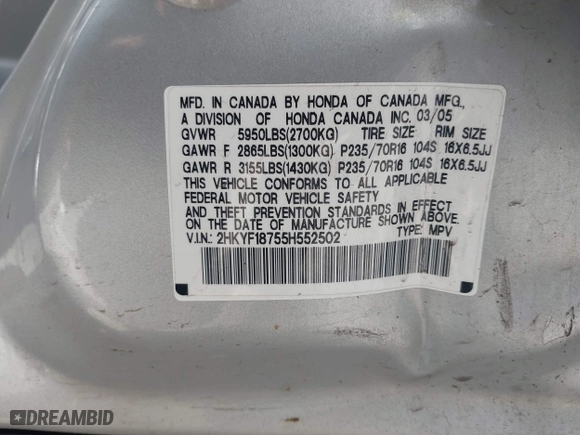 MFD. IN CANADA BY HONDA OF CANADA MFG.,
A DIVISION OF HONDA CANADA INC. 03/05
GVWR 5950LBS(2700KG) TIRE SIZE RIM SIZE
GAWR F 2865LBS(1300KG) P235/70R16 104S 16X6.5JJ
GAWR R 3155LBS(1430KG) P235/70R16 104S 16X6.5JJ
THIS VEHICLE CONFORMS TO ALL APPLICABLE
FEDERAL MOTOR VEHICLE SAFETY
AND THEFT PREVENTION STANDARDS IN EFFECT
ON THE DATE OF MANUFACTURE SHOWN ABOVE.
V.I.N.: 2HKYF18755H552502 TYPE: MPV
DREAMBID